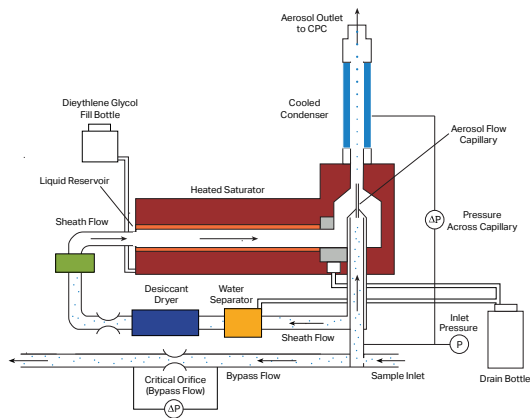 Aerosol Outlet
to CPC
Dieythlene Glycol
Fill Bottle
Cooled
Condenser
Aerosol Flow
Capillary
Liquid Reservoir
Heated Saturator
Sheath Flow
ΔP
Pressure
Across Capillary
Desiccant
Dryer
Water
Separator
Inlet
Pressure
P
Sheath Flow
Drain Bottle
Critical Orifice
(Bypass Flow)
Bypass Flow
Sample Inlet
ΔP